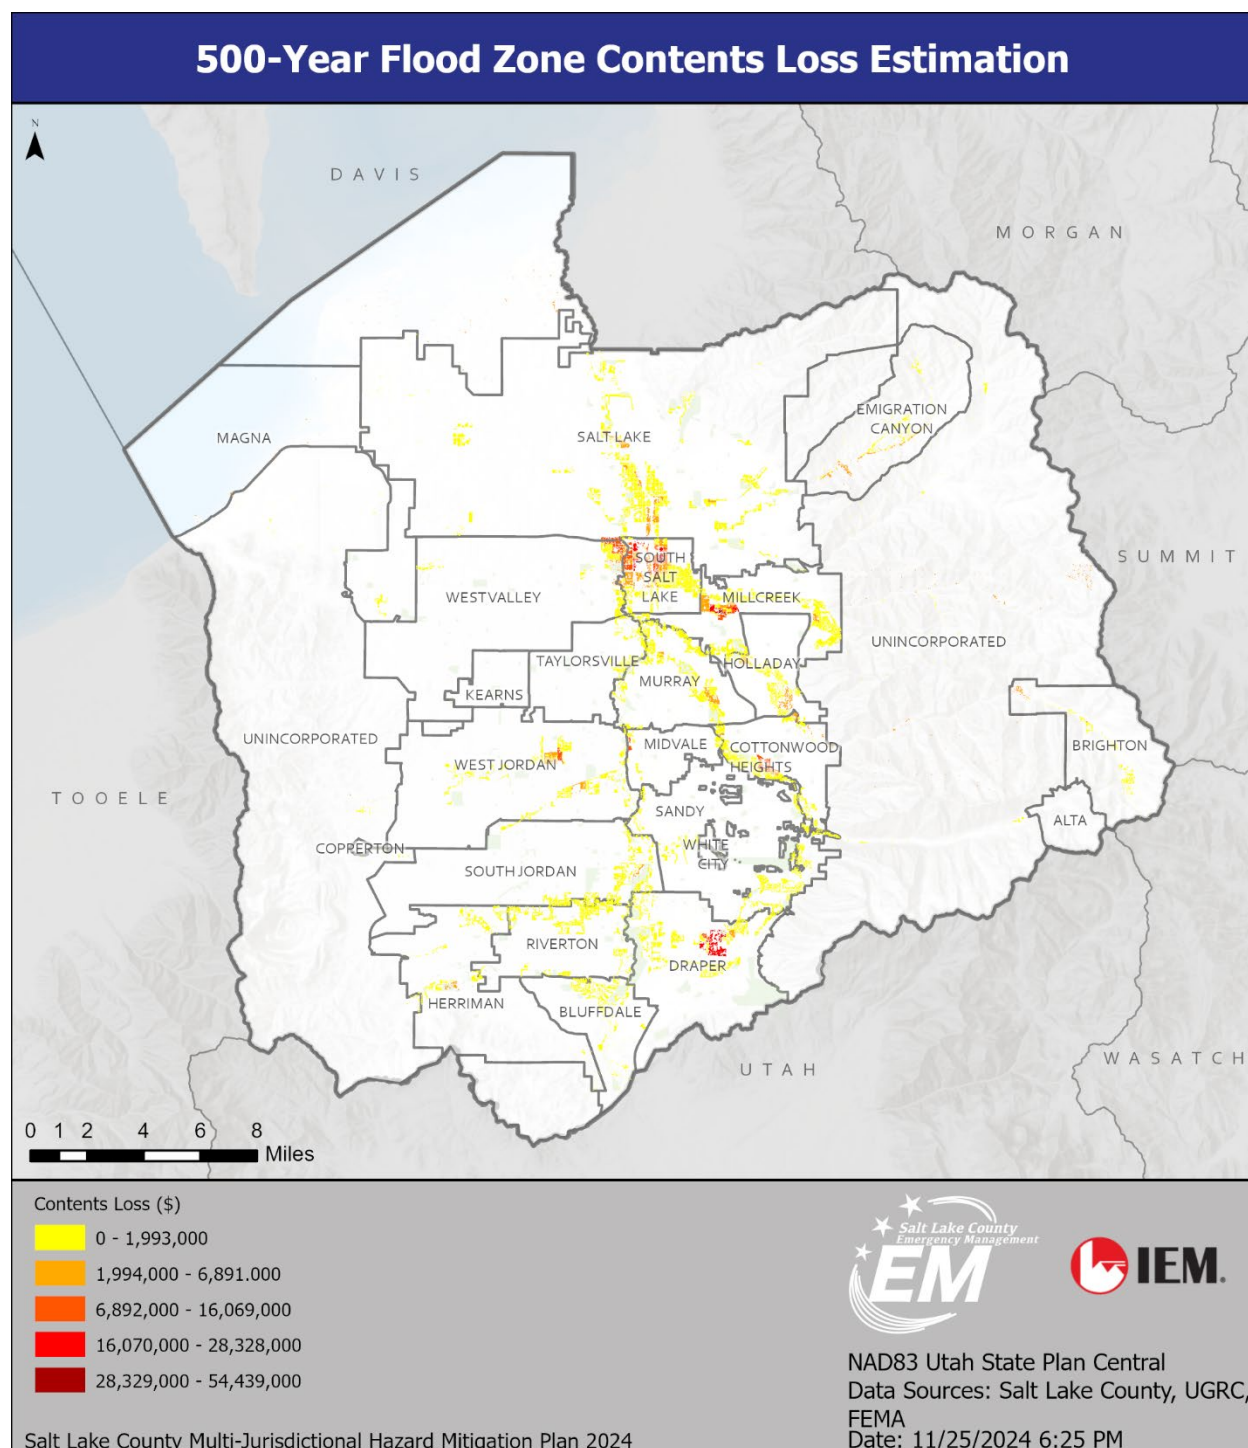 500-Year Flood Zone Contents Loss Estimation
N
DAVIS
MORGAN
EMIGRATION
CANYON
MAGNA
SALT LAKE
SUMMIT
SOUTH
SALT
LAKE
WEST VALLEY
MILLCREEK
UNINCORPORATED
TAYLORSVILLE
HOLLADAY
MURRAY
KEARNS
UNINCORPORATED
MIDVALE
COTTONWOOD
HEIGHTS
BRIGHTON
WEST JORDAN
TOOELE
SANDY
ALTA
COPPERTON
WHITE
CITY
SOUTH JORDAN
RIVERTON
DRAPER
HERRIMAN
BLUFFDALE
UTAH
WASATCH
0 1 2 4 6 8
Miles
Contents Loss ($)
0 - 1,993,000
1,994,000 - 6,891.000
6,892,000 - 16,069,000
16,070,000 - 28,328,000
28,329,000 - 54,439,000
Salt Lake County
Emergency Management
EM
IEM.
NAD83 Utah State Plan Central
Data Sources: Salt Lake County, UGRC,
FEMA
Date: 11/25/2024 6:25 PM
Salt Lake County Multi-Jurisdictional Hazard Mitigation Plan 2024